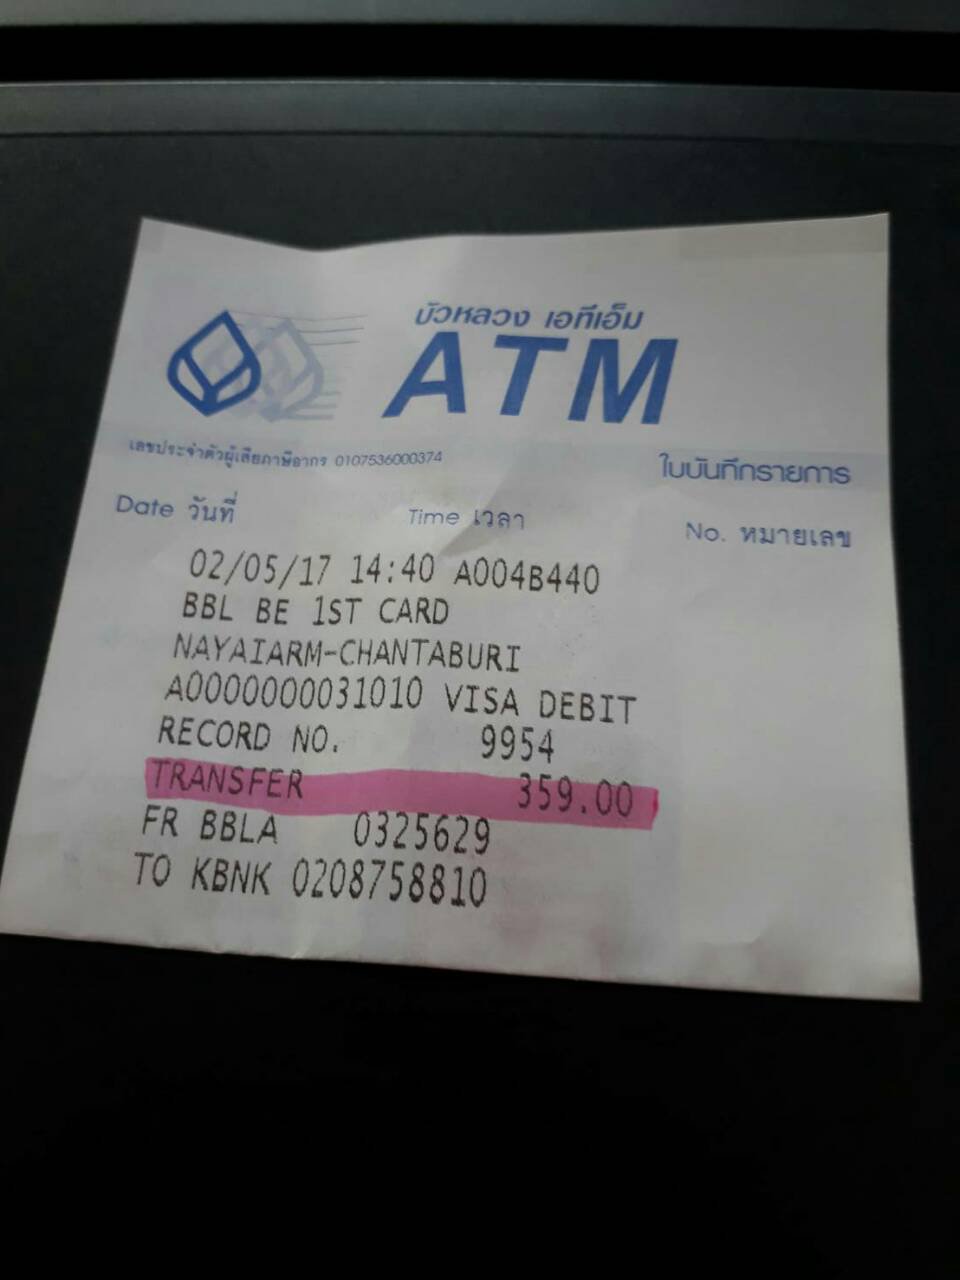 บัวหลวง เอทีเอ็ม
ATM
เลขประจำตัวผู้เสียภาษีอากร 0107536000374
ใบบันทึกรายการ
Date วันที่ Time เวลา No. หมายเลข
02/05/17 14:40 A004B440
BBL BE 1ST CARD
NAYAIARM-CHANTABURI
A0000000031010 VISA DEBIT
RECORD NO. 9954
TRANSFER 359.00
FR BBLA 0325629
TO KBNK 0208758810